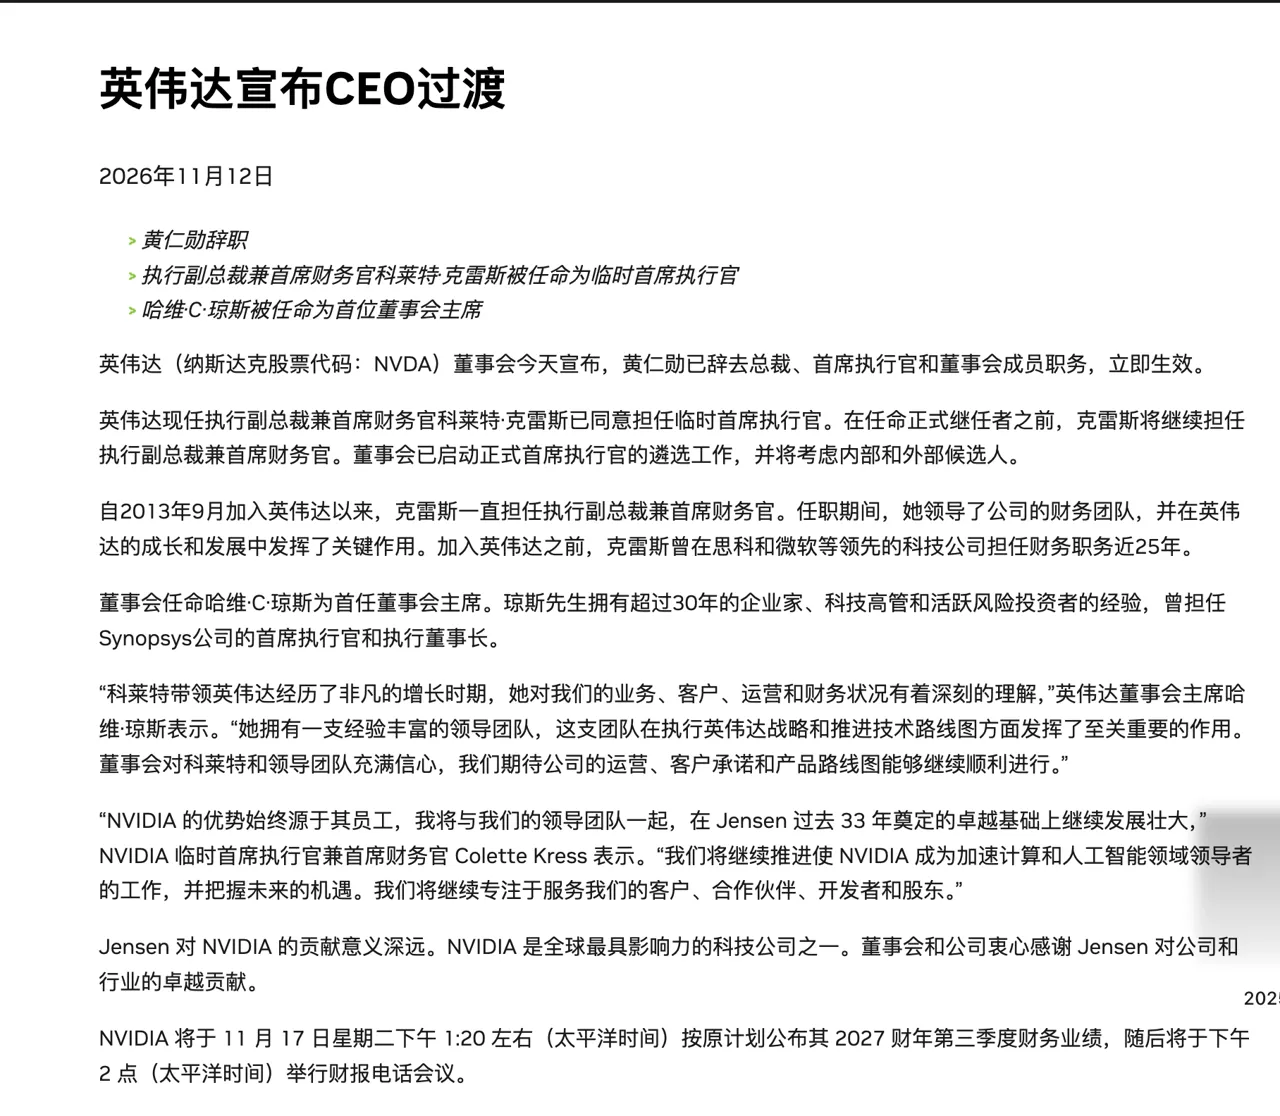 英伟达宣布CEO过渡
2026年11月12日
> 黄仁勋辞职
> 执行副总裁兼首席财务官科莱特·克雷斯被任命为临时首席执行官
> 哈维·C·琼斯被任命为首位董事会主席
英伟达（纳斯达克股票代码：NVDA）董事会今天宣布，黄仁勋已辞去总裁、首席执行官和董事会成员职务，立即生效。
英伟达现任执行副总裁兼首席财务官科莱特·克雷斯已同意担任临时首席执行官。在任命正式继任者之前，克雷斯将继续担任
执行副总裁兼首席财务官。董事会已启动正式首席执行官的遴选工作，并将考虑内部和外部候选人。
自2013年9月加入英伟达以来，克雷斯一直担任执行副总裁兼首席财务官。任职期间，她领导了公司的财务团队，并在英伟
达的成长和发展中发挥了关键作用。加入英伟达之前，克雷斯曾在思科和微软等领先的科技公司担任财务职务近25年。
董事会任命哈维·C·琼斯为首任董事会主席。琼斯先生拥有超过30年的企业家、科技高管和活跃风险投资者的经验，曾担任
Synopsys公司的首席执行官和执行董事长。
“科莱特带领英伟达经历了非凡的增长时期，她对我们的业务、客户、运营和财务状况有着深刻的理解，”英伟达董事会主席哈
维·琼斯表示。“她拥有一支经验丰富的领导团队，这支团队在执行英伟达战略和推进技术路线图方面发挥了至关重要的作用。
董事会对科莱特和领导团队充满信心，我们期待公司的运营、客户承诺和产品路线图能够继续顺利进行。”
“NVIDIA 的优势始终源于其员工，我将与我们的领导团队一起，在 Jensen 过去 33 年奠定的卓越基础上继续发展壮大，”
NVIDIA 临时首席执行官兼首席财务官 Colette Kress 表示。“我们将继续推进使 NVIDIA 成为加速计算和人工智能领域领导者
的工作，并把握未来的机遇。我们将继续专注于服务我们的客户、合作伙伴、开发者和股东。”
Jensen 对 NVIDIA 的贡献意义深远。NVIDIA 是全球最具影响力的科技公司之一。董事会和公司衷心感谢 Jensen 对公司和
行业的卓越贡献。
2025
NVIDIA 将于 11 月 17 日星期二下午 1:20 左右（太平洋时间）按原计划公布其 2027 财年第三季度财务业绩，随后将于下午
2 点（太平洋时间）举行财报电话会议。